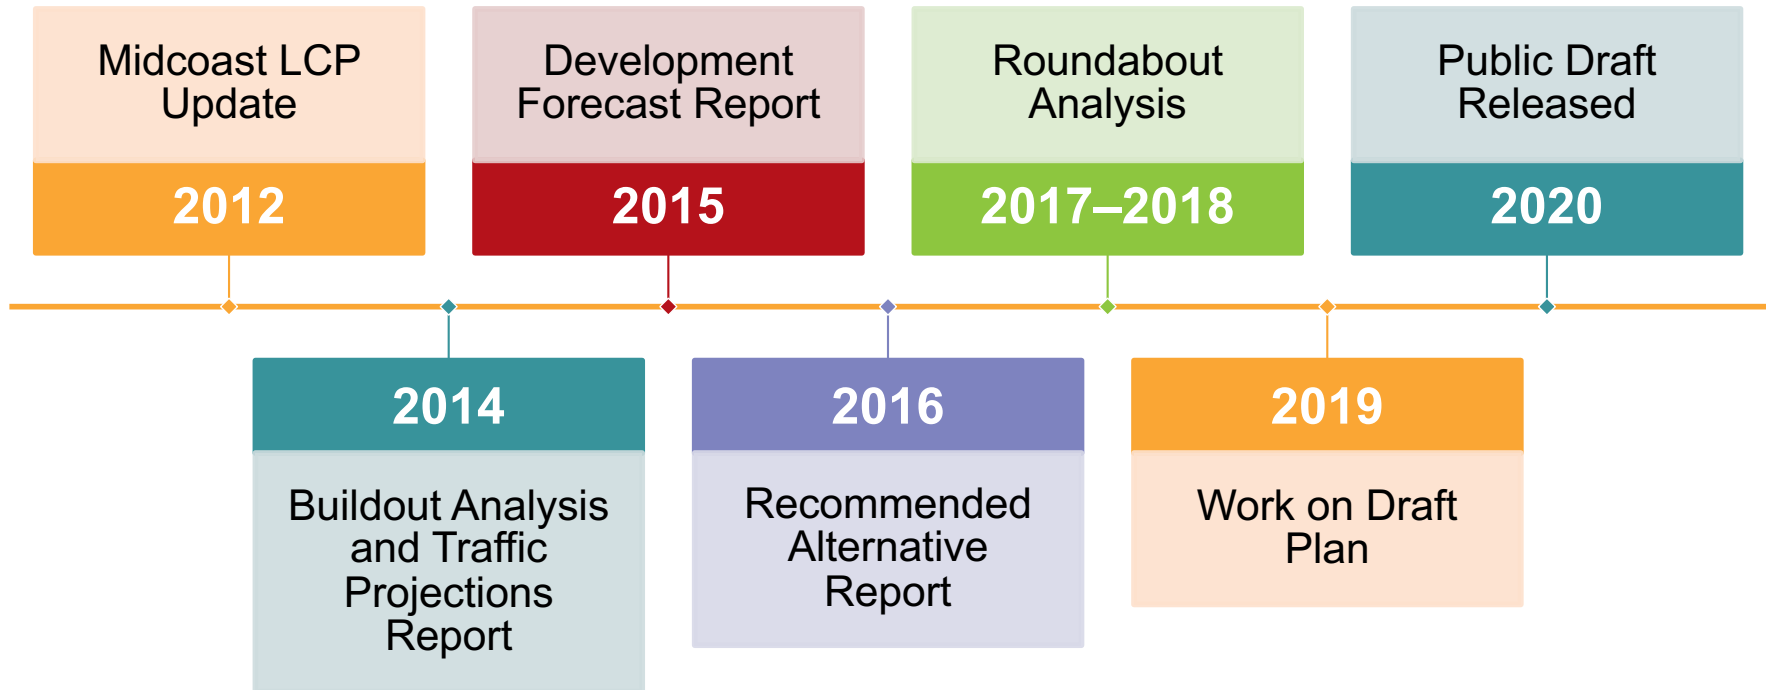 Midcoast LCP
Update
2012
Development
Forecast Report
2015
Roundabout
Analysis
2017–2018
Public Draft
Released
2020
2014
Buildout Analysis
and Traffic
Projections
Report
2016
Recommended
Alternative
Report
2019
Work on Draft
Plan